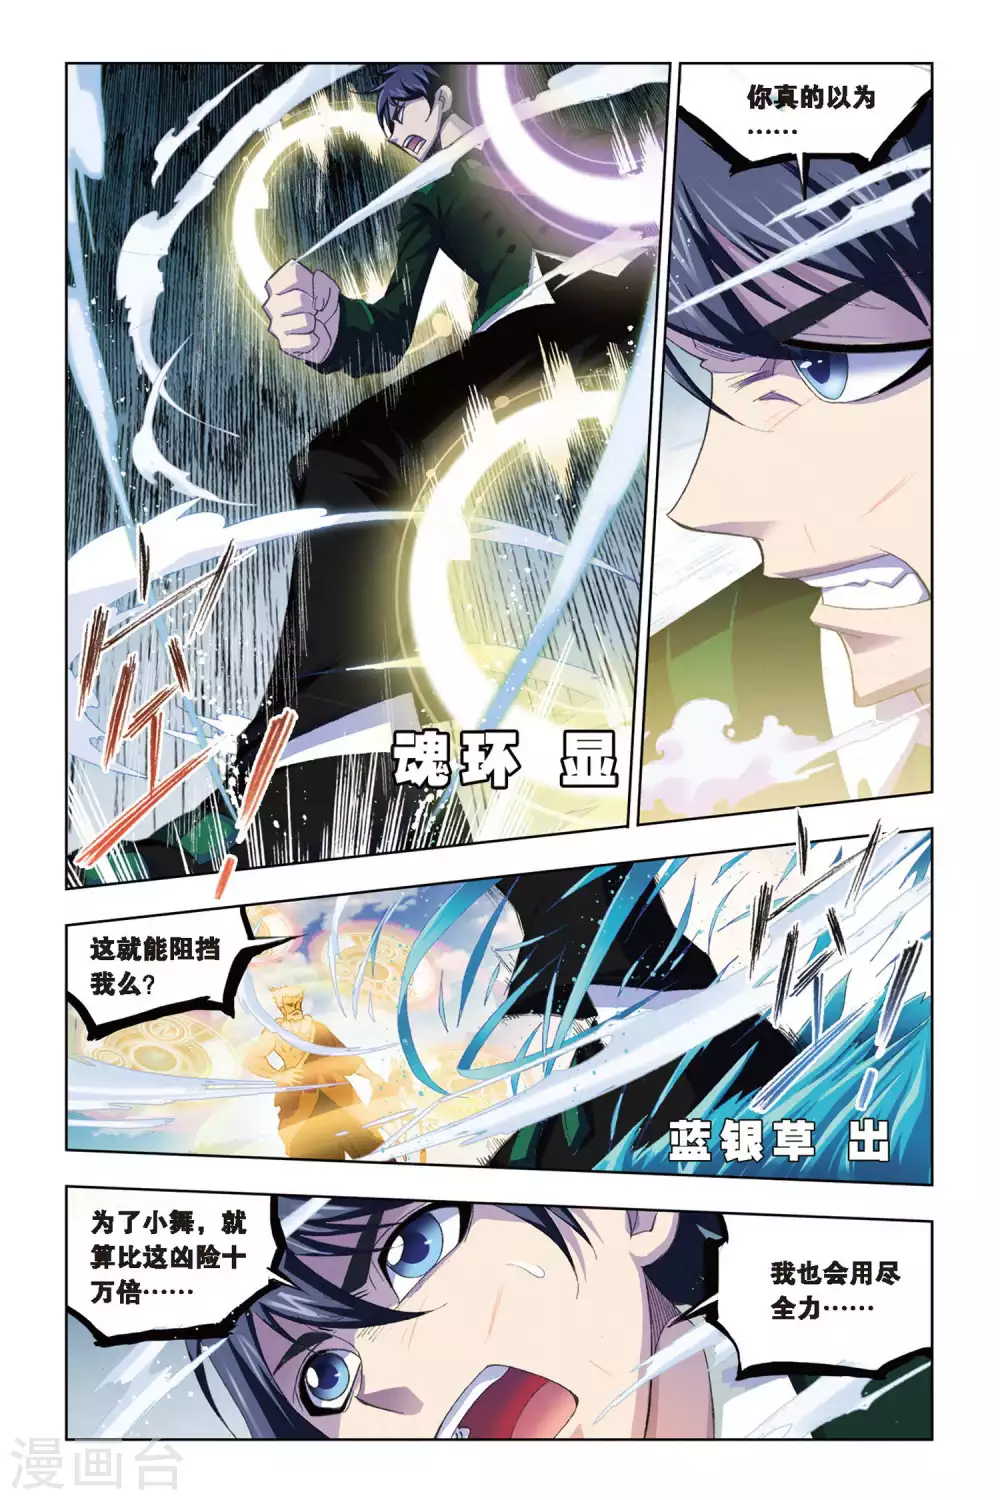 你真的以为
……
魂环 显
这就能阻挡
我么？
蓝银草 出
为了小舞，就
算比这凶险十
万倍……
我也会用尽
全力……
漫画台